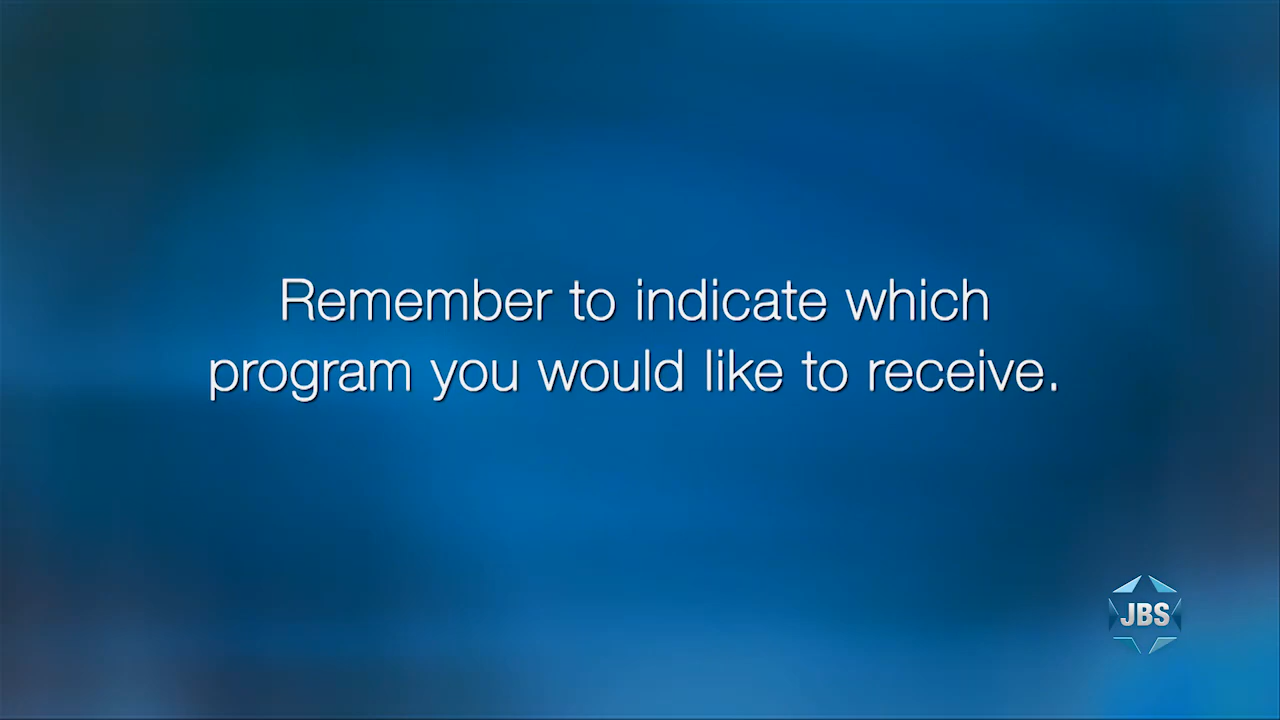 Remember to indicate which
program you would like to receive.
JBS